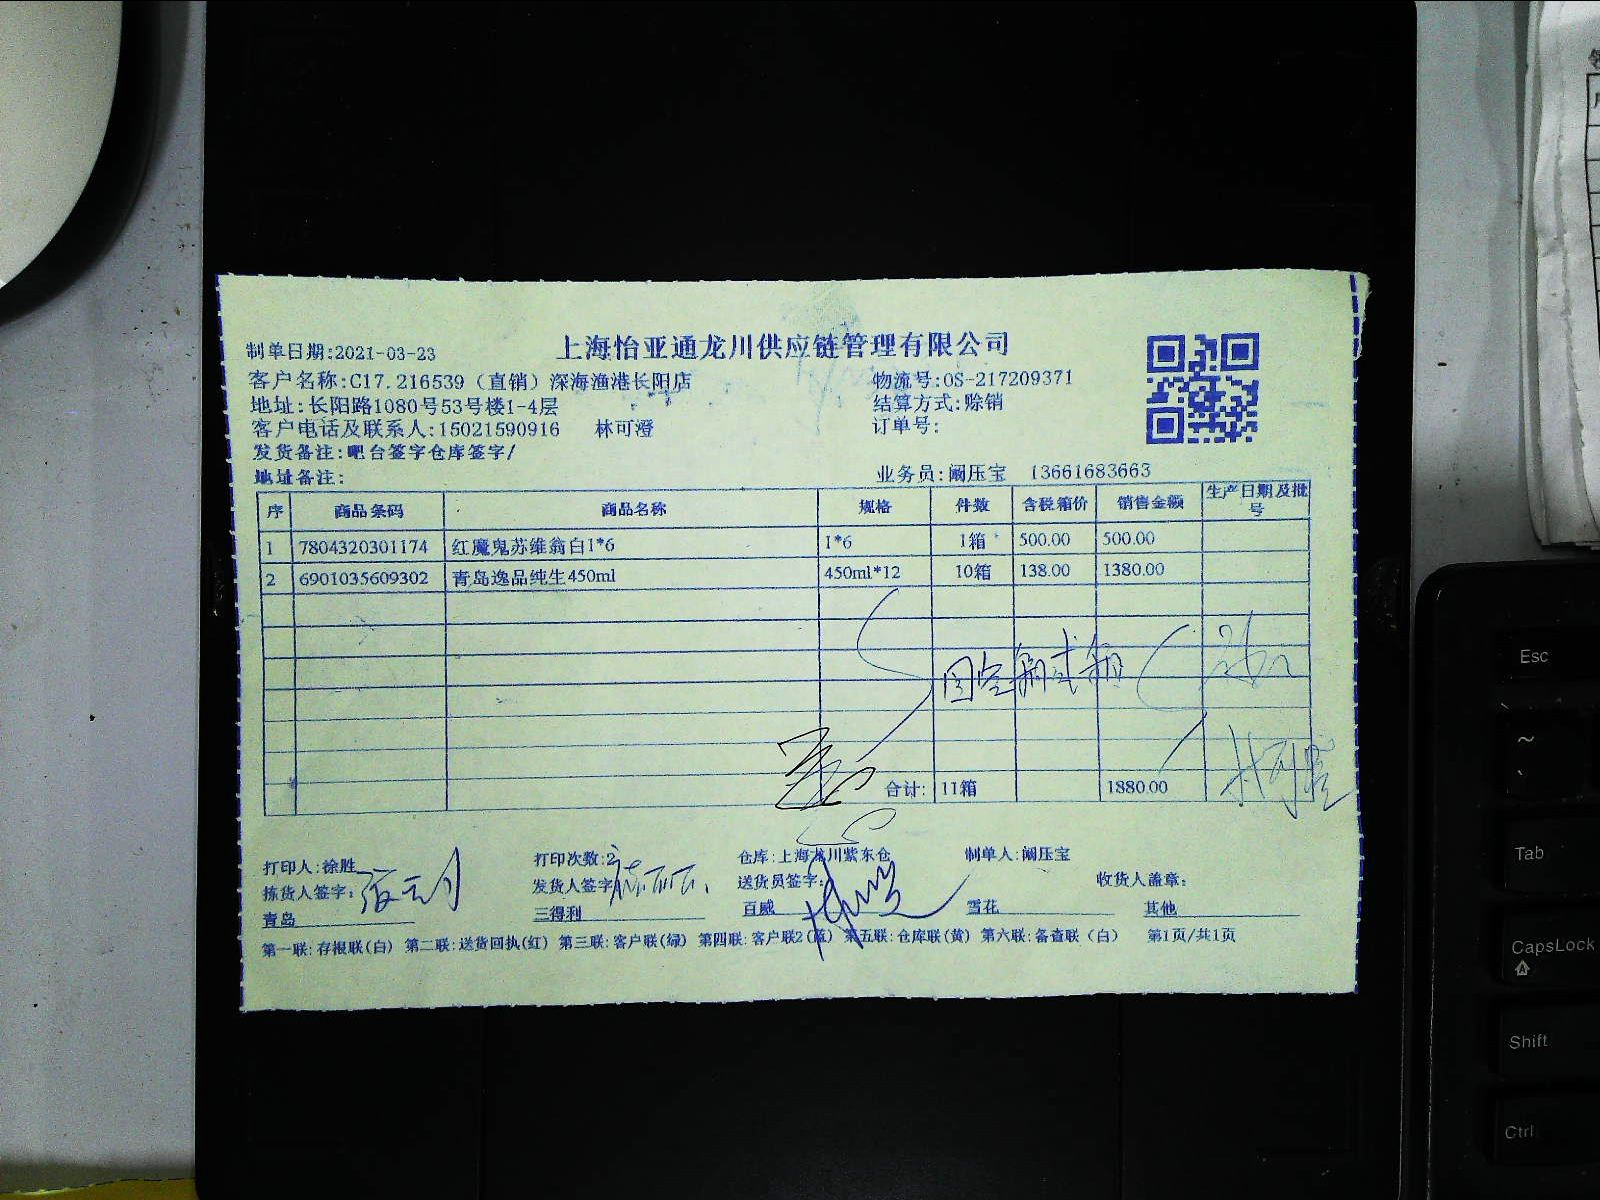 制单日期:2021-03-23
上海怡亚通龙川供应链管理有限公司
客户名称:C17.216539（直销）深海渔港长阳店 物流号:OS-217209371
地址:长阳路1080号53号楼1-4层 结算方式:赊销
客户电话及联系人:15021590916 林可澄 订单号:
发货备注:吧台签字仓库签字/
地址备注: 业务员:阚压宝 13661683663
序 商品条码 商品名称 规格 件数 含税箱价 销售金额 生产日期及批号
1 7804320301174 红魔鬼苏维翁白1*6 1*6 1箱 500.00 500.00
2 6901035609302 青岛逸品纯生450ml 450ml*12 10箱 138.00 1380.00
回空瓶贰箱
合计: 11箱 1880.00
林可澄
打印人:徐胜 打印次数:2 仓库:上海龙川紫东仓 制单人:阚压宝
拣货人签字: 发货人签字: 送货员签字: 收货人盖章:
青岛 三得利 百威 雪花 其他
第一联:存根联(白) 第二联:送货回执(红) 第三联:客户联(绿) 第四联:客户联2(蓝) 第五联:仓库联(黄) 第六联:备查联（白） 第1页/共1页
Esc
~
Tab
CapsLock
A
Shift
Ctrl